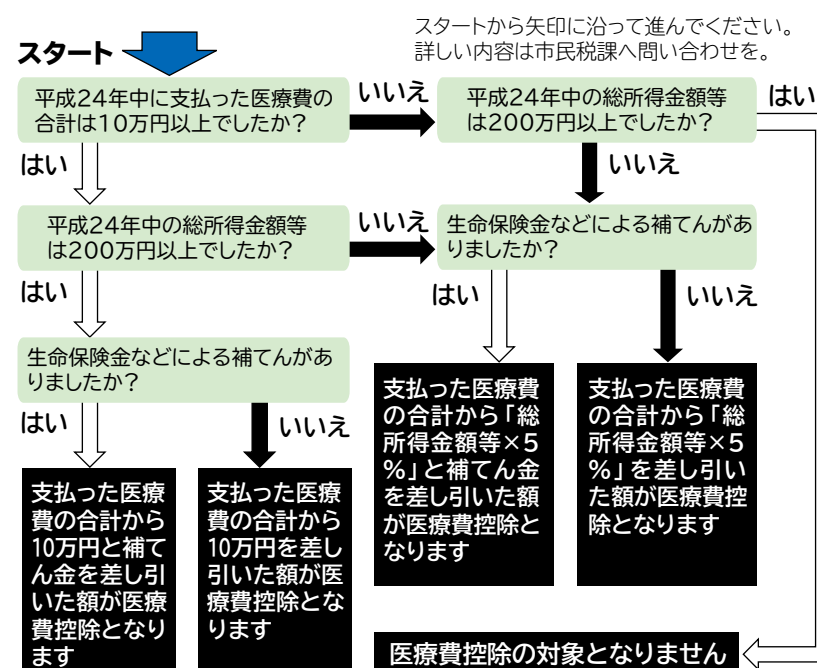 スタートから矢印に沿って進んでください。
詳しい内容は市民税課へ問い合わせを。
スタート
平成24年中に支払った医療費の
合計は10万円以上でしたか?
いいえ
平成24年中の総所得金額等
は200万円以上でしたか?
はい
はい
いいえ
平成24年中の総所得金額等
は200万円以上でしたか?
いいえ
生命保険金などによる補てんがあ
りましたか?
はい
はい
いいえ
生命保険金などによる補てんがあ
りましたか?
はい
いいえ
支払った医療費
の合計から「総
所得金額等×5
%」と補てん金
を差し引いた額
が医療費控除と
なります
支払った医療費
の合計から「総
所得金額等×5
%」を差し引い
た額が医療費控
除となります
支払った医療
費の合計から
10万円と補て
ん金を差し引
いた額が医療
費控除となり
ます
支払った医療
費の合計から
10万円を差し
引いた額が医
療費控除とな
ります
医療費控除の対象となりません